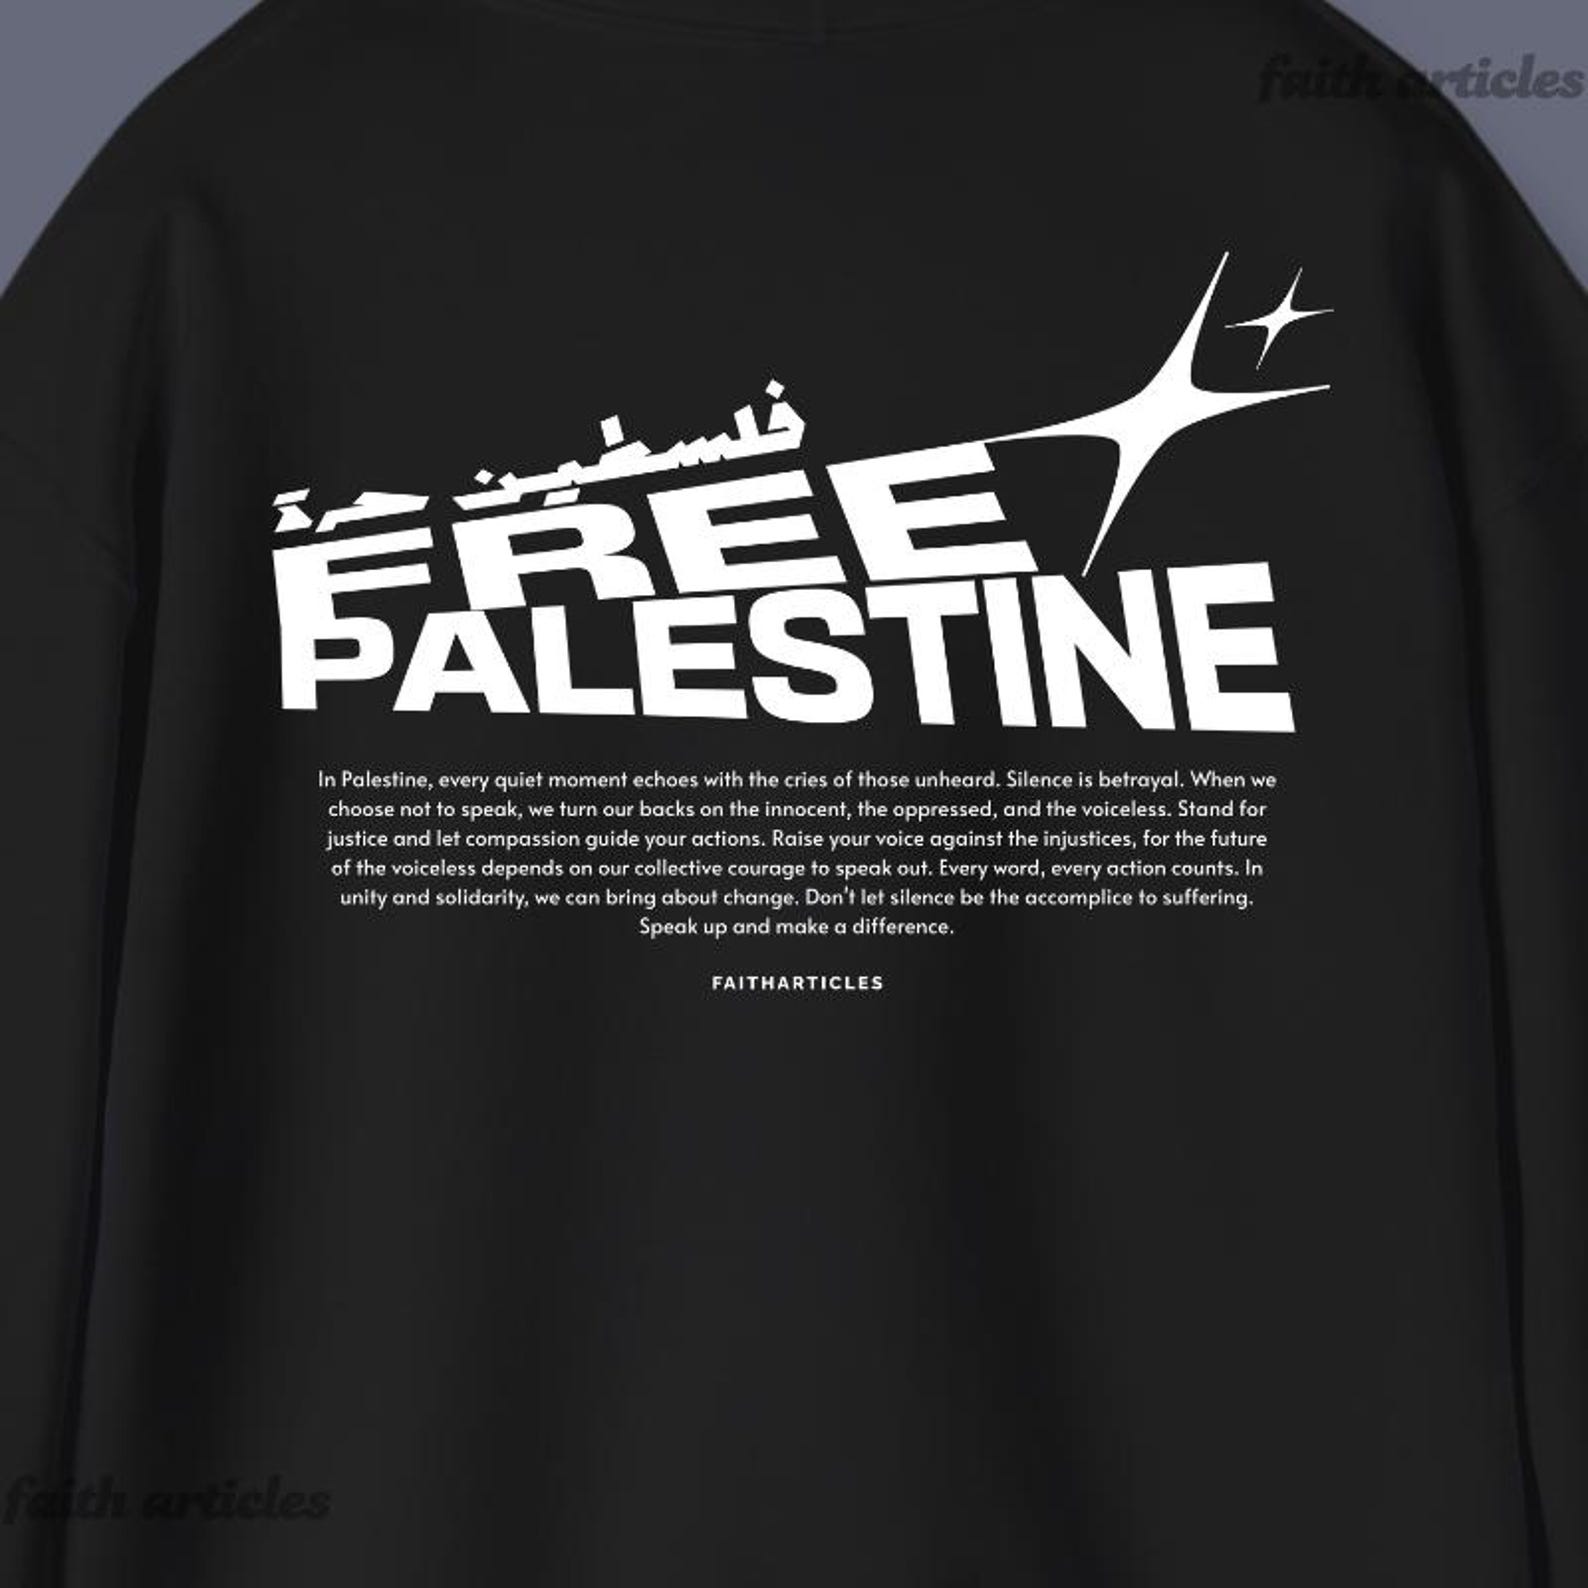 faith articles
فلسطين حرة
FREE
PALESTINE
In Palestine, every quiet moment echoes with the cries of those unheard. Silence is betrayal. When we
choose not to speak, we turn our backs on the innocent, the oppressed, and the voiceless. Stand for
justice and let compassion guide your actions. Raise your voice against the injustices, for the future
of the voiceless depends on our collective courage to speak out. Every word, every action counts. In
unity and solidarity, we can bring about change. Don't let silence be the accomplice to suffering.
Speak up and make a difference.
FAITHARTICLES
faith articles